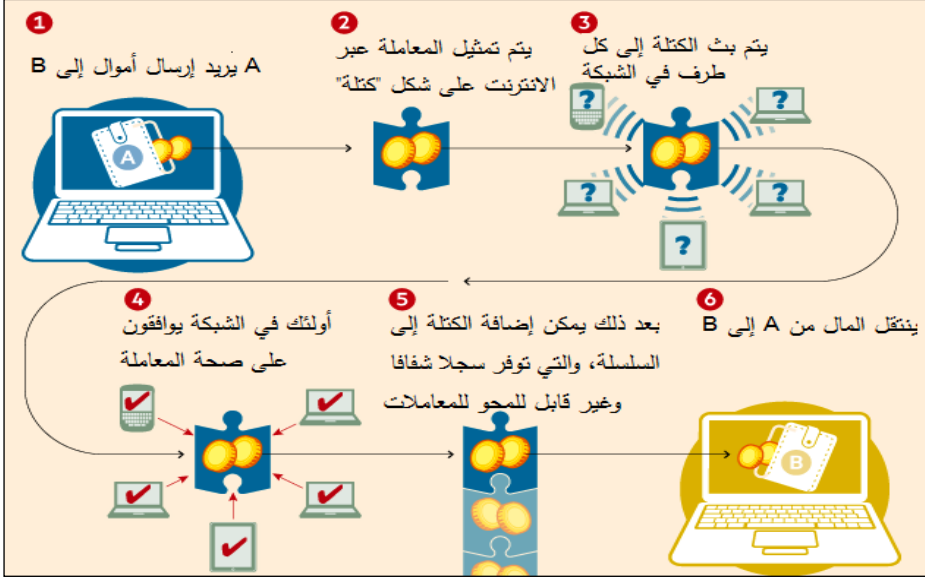 1
A يريد إرسال أموال إلى B
A
2
يتم تمثيل المعاملة عبر
الانترنت على شكل "كتلة"
3
يتم بث الكتلة إلى كل
طرف في الشبكة
?
?
?
?
?
4
أولئك في الشبكة يوافقون
على صحة المعاملة
5
بعد ذلك يمكن إضافة الكتلة إلى
السلسلة، والتي توفر سجلا شفافا
وغير قابل للمحو للمعاملات
6
ينتقل المال من A إلى B
B